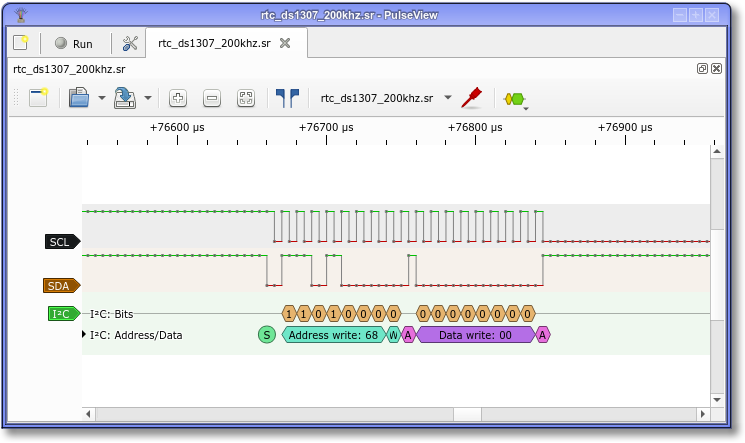 rtc_ds1307_200khz.sr - PulseView
Run
rtc_ds1307_200khz.sr
rtc_ds1307_200khz.sr
rtc_ds1307_200khz.sr
+76600 µs +76700 µs +76800 µs +76900 µs
SCL
SDA
I²C I²C: Bits 1 1 0 1 0 0 0 0 0 0 0 0 0 0 0 0
I²C: Address/Data S Address write: 68 W A Data write: 00 A